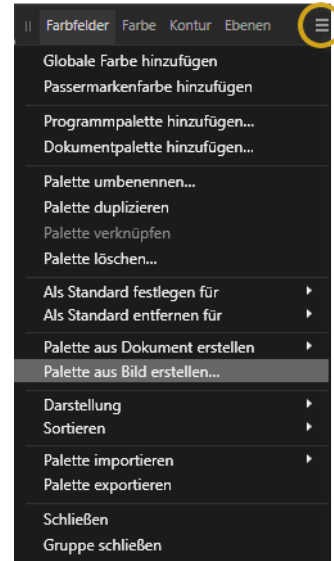 Farbfelder Farbe Kontur Ebenen
Globale Farbe hinzufügen
Passermarkenfarbe hinzufügen
Programmpalette hinzufügen...
Dokumentpalette hinzufügen...
Palette umbenennen...
Palette duplizieren
Palette verknüpfen
Palette löschen...
Als Standard festlegen für
Als Standard entfernen für
Palette aus Dokument erstellen
Palette aus Bild erstellen...
Darstellung
Sortieren
Palette importieren
Palette exportieren
Schließen
Gruppe schließen